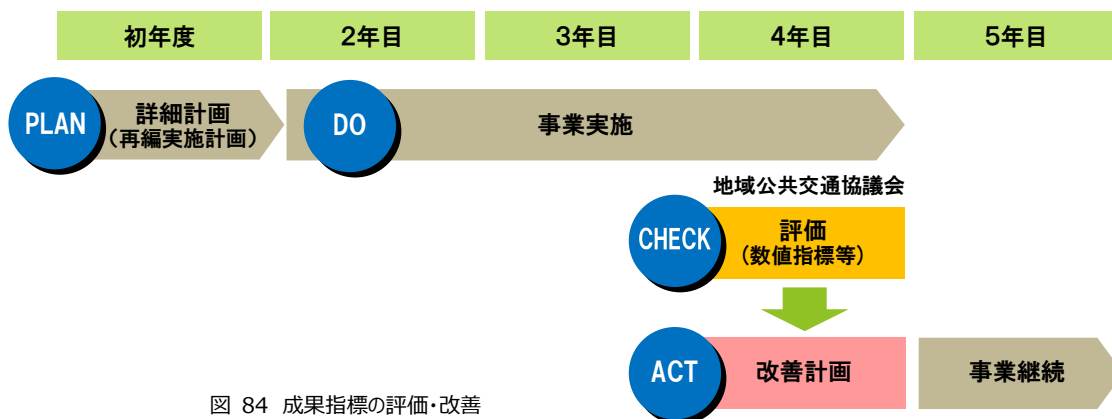 初年度
2年目
3年目
4年目
5年目
PLAN
詳細計画
（再編実施計画）
DO
事業実施
地域公共交通協議会
CHECK
評価
（数値指標等）
ACT
改善計画
事業継続
図 84 成果指標の評価・改善